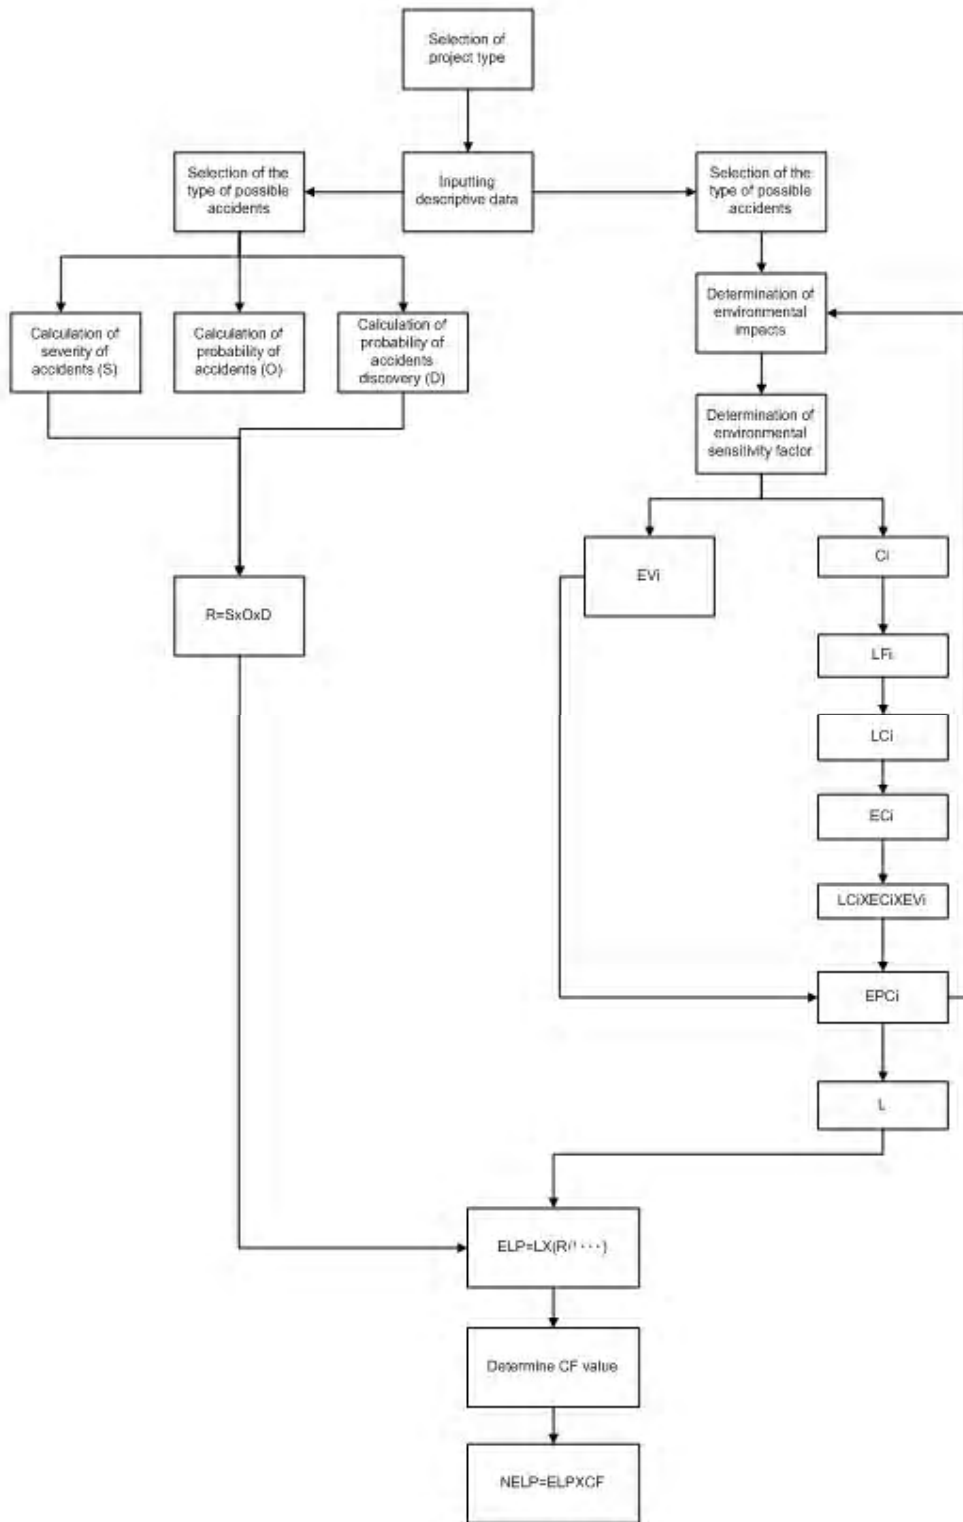 Selection of
project type
Selection of the
type of possible
accidents
Inputting
descriptive data
Selection of the
type of possible
accidents
Determination of
environmental
impacts
Calculation of
severity of
accidents (S)
Calculation of
probability of
accidents (O)
Calculation of
probability of
accidents
discovery (D)
Determination of
environmental
sensitivity factor
EVi
Ci
LFi
LCi
ECi
LCiXECiXEVi
EPCi
L
R=SxOxD
ELP=LX(R/۱۰۰۰)
Determine CF value
NELP=ELPXCF